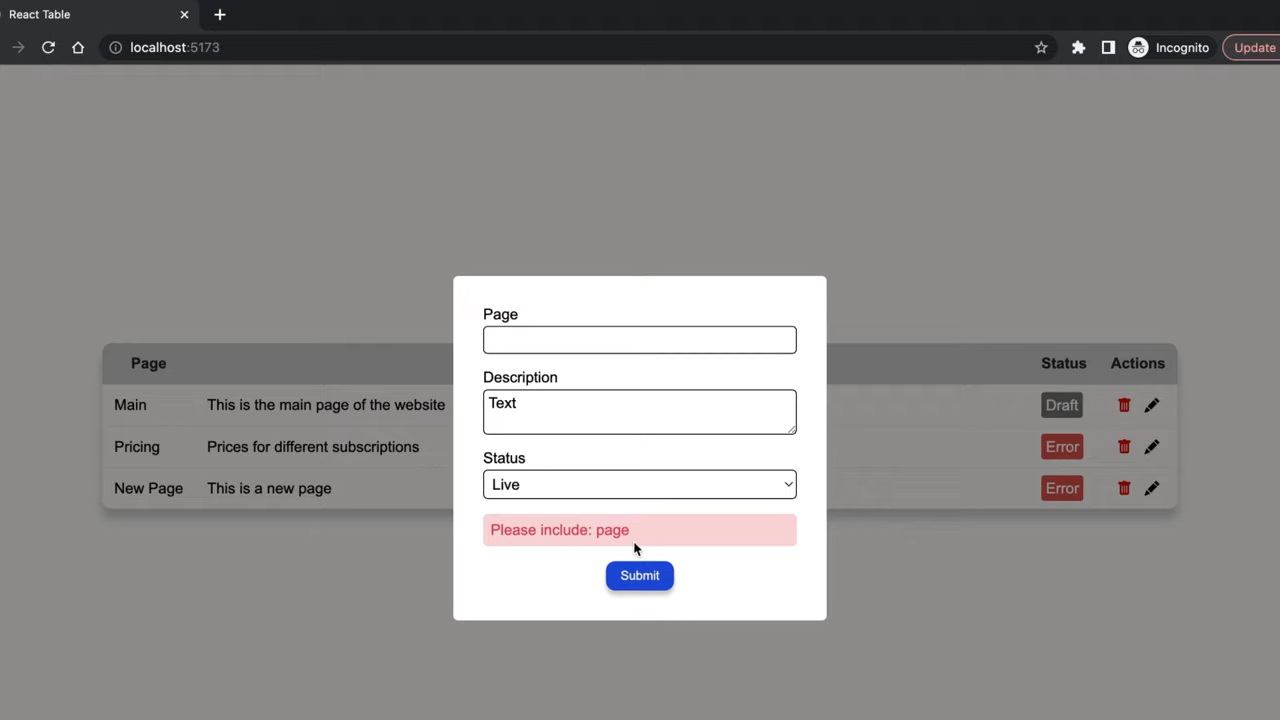 React Table
localhost:5173
Incognito
Update
Page
Description
Text
Status
Live
Please include: page
Submit
Page Status Actions
Main This is the main page of the website Draft
Pricing Prices for different subscriptions Error
New Page This is a new page Error